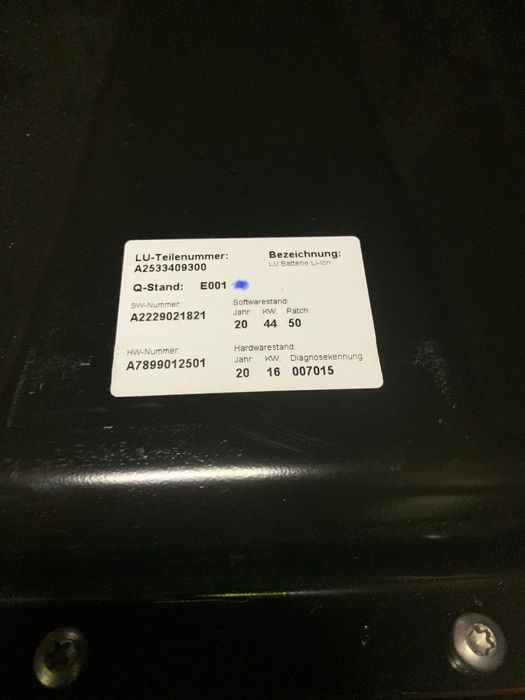 LU-Teilenummer: Bezeichnung:
A2533409300 LU Batterie Li-Ion
Q-Stand: E001
SW-Nummer: Softwarestand:
A2229021821 Jahr: KW: Patch:
20 44 50
HW-Nummer: Hardwarestand:
A7899012501 Jahr: KW: Diagnosekennung:
20 16 007015